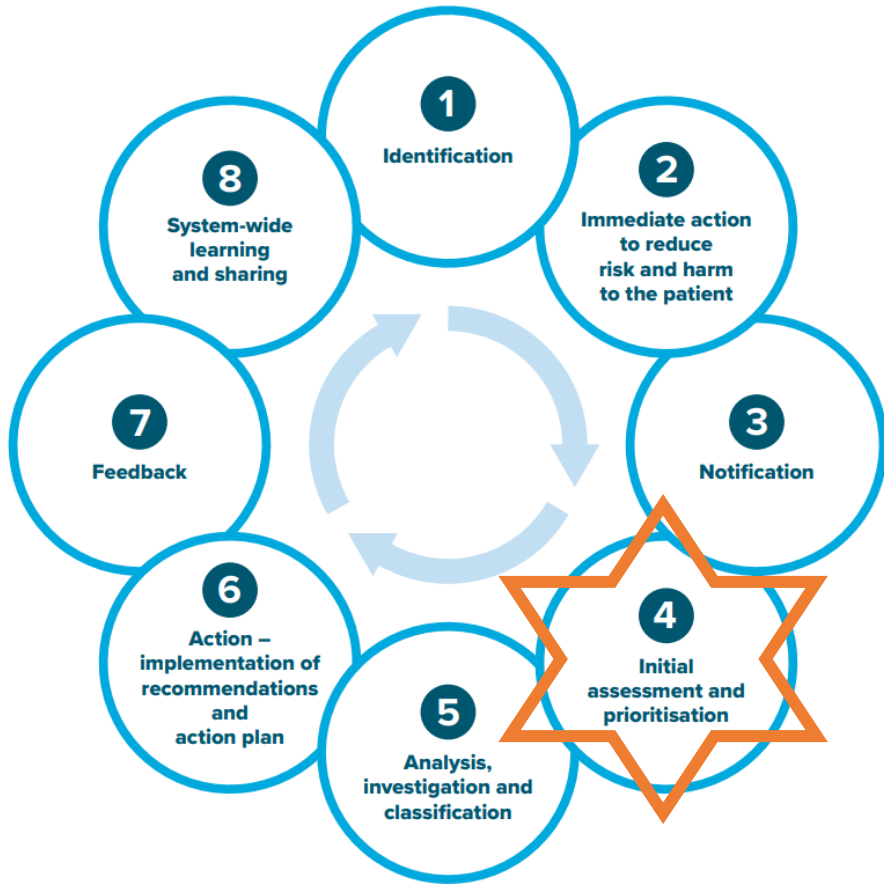 1
Identification
2
Immediate action
to reduce
risk and harm
to the patient
3
Notification
4
Initial
assessment and
prioritisation
5
Analysis,
investigation and
classification
6
Action –
implementation of
recommendations
and
action plan
7
Feedback
8
System-wide
learning
and sharing